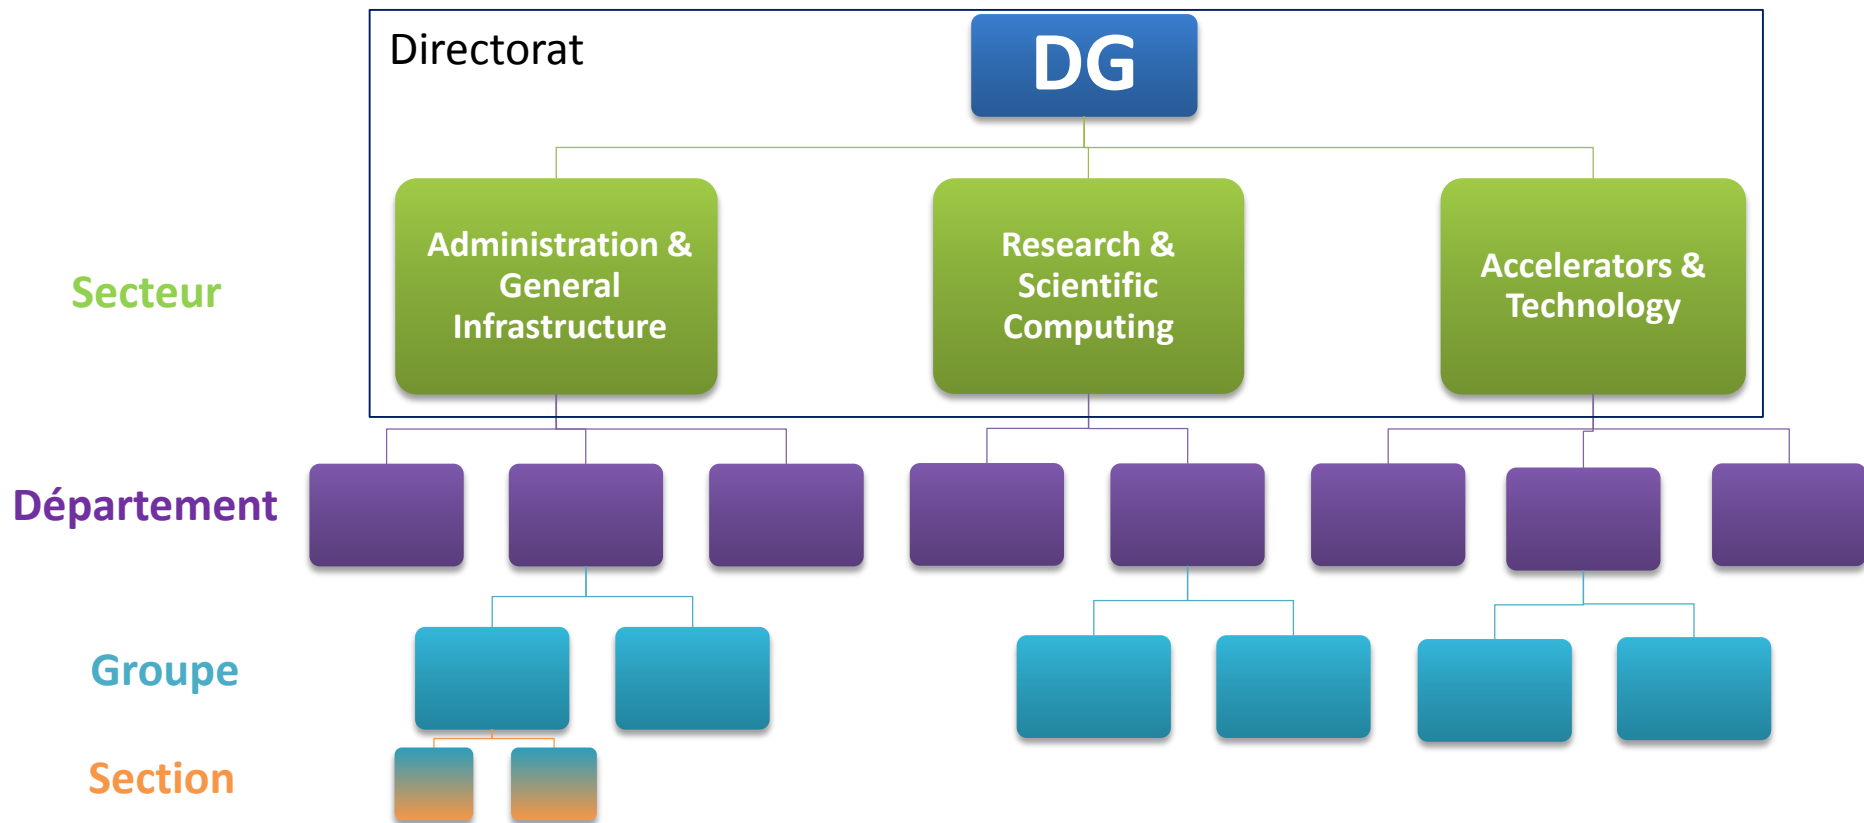 Directorat
DG
Administration &
General
Infrastructure
Research &
Scientific
Computing
Accelerators &
Technology
Secteur
Département
Groupe
Section